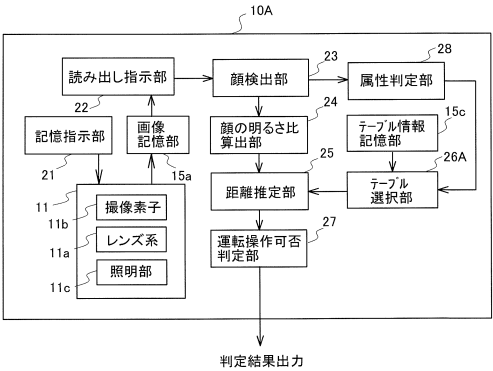 10A
読み出し指示部
22
顔検出部
23
属性判定部
28
記憶指示部
21
画像
記憶部
15a
顔の明るさ比
算出部
24
テーブル情報
記憶部
15c
距離推定部
25
テーブル
選択部
26A
11
11b
撮像素子
11a
レンズ系
11c
照明部
運転操作可否
判定部
27
判定結果出力